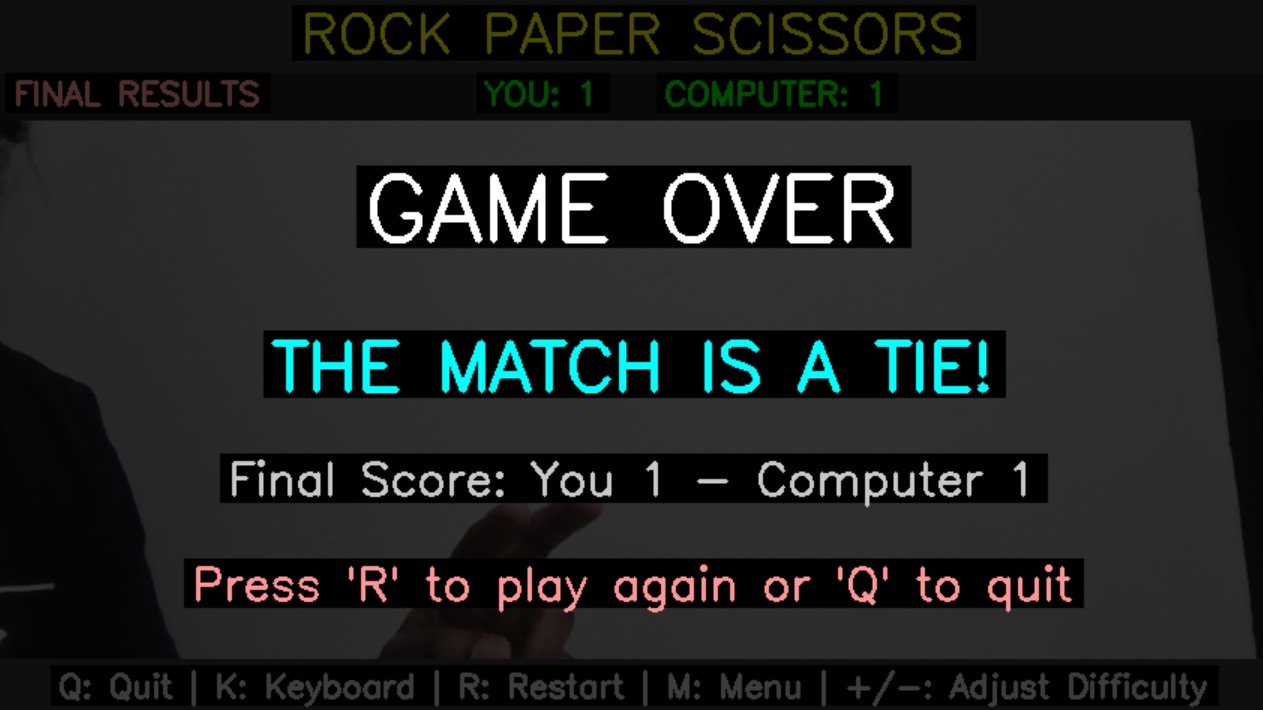 ROCK PAPER SCISSORS
FINAL RESULTS YOU: 1 COMPUTER: 1
GAME OVER
THE MATCH IS A TIE!
Final Score: You 1 - Computer 1
Press 'R' to play again or 'Q' to quit
Q: Quit | K: Keyboard | R: Restart | M: Menu | +/-: Adjust Difficulty